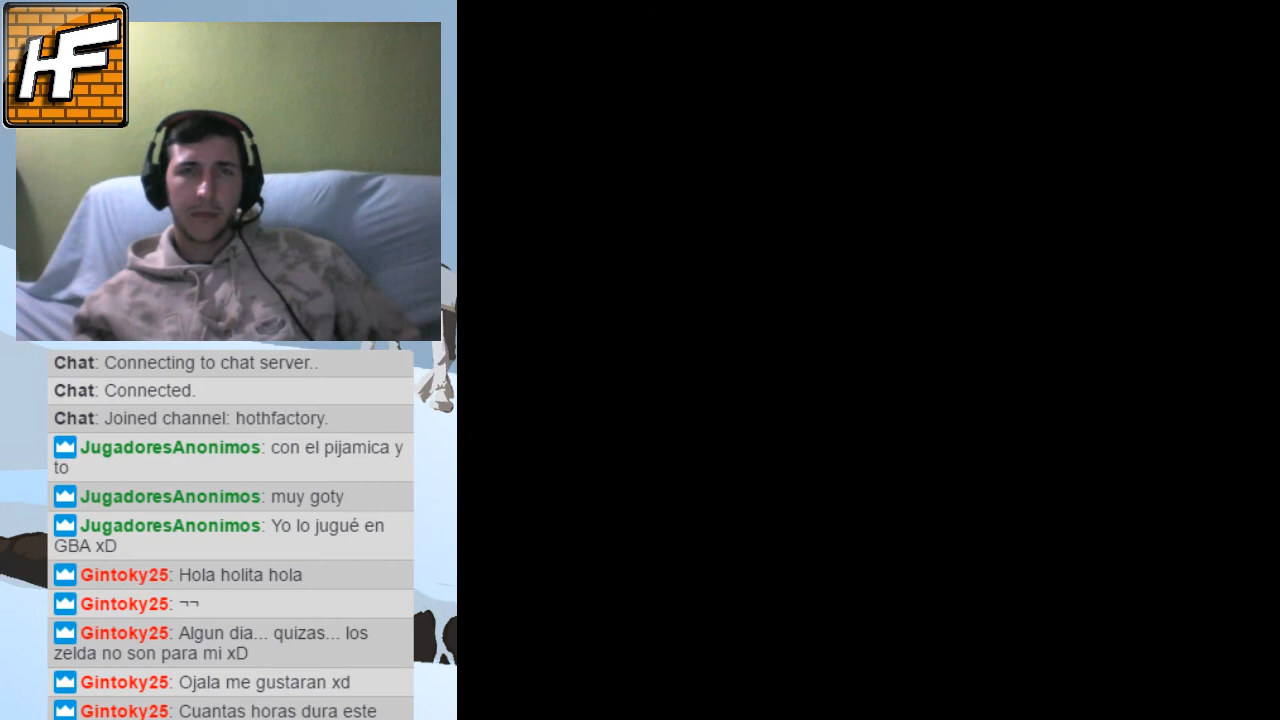 HF
Chat: Connecting to chat server..
Chat: Connected.
Chat: Joined channel: hothfactory.
JugadoresAnonimos: con el pijamica y
to
JugadoresAnonimos: muy goty
JugadoresAnonimos: Yo lo jugué en
GBA xD
Gintoky25: Hola holita hola
Gintoky25: ¬¬
Gintoky25: Algun dia... quizas... los
zelda no son para mi xD
Gintoky25: Ojala me gustaran xd
Gintoky25: Cuantas horas dura este